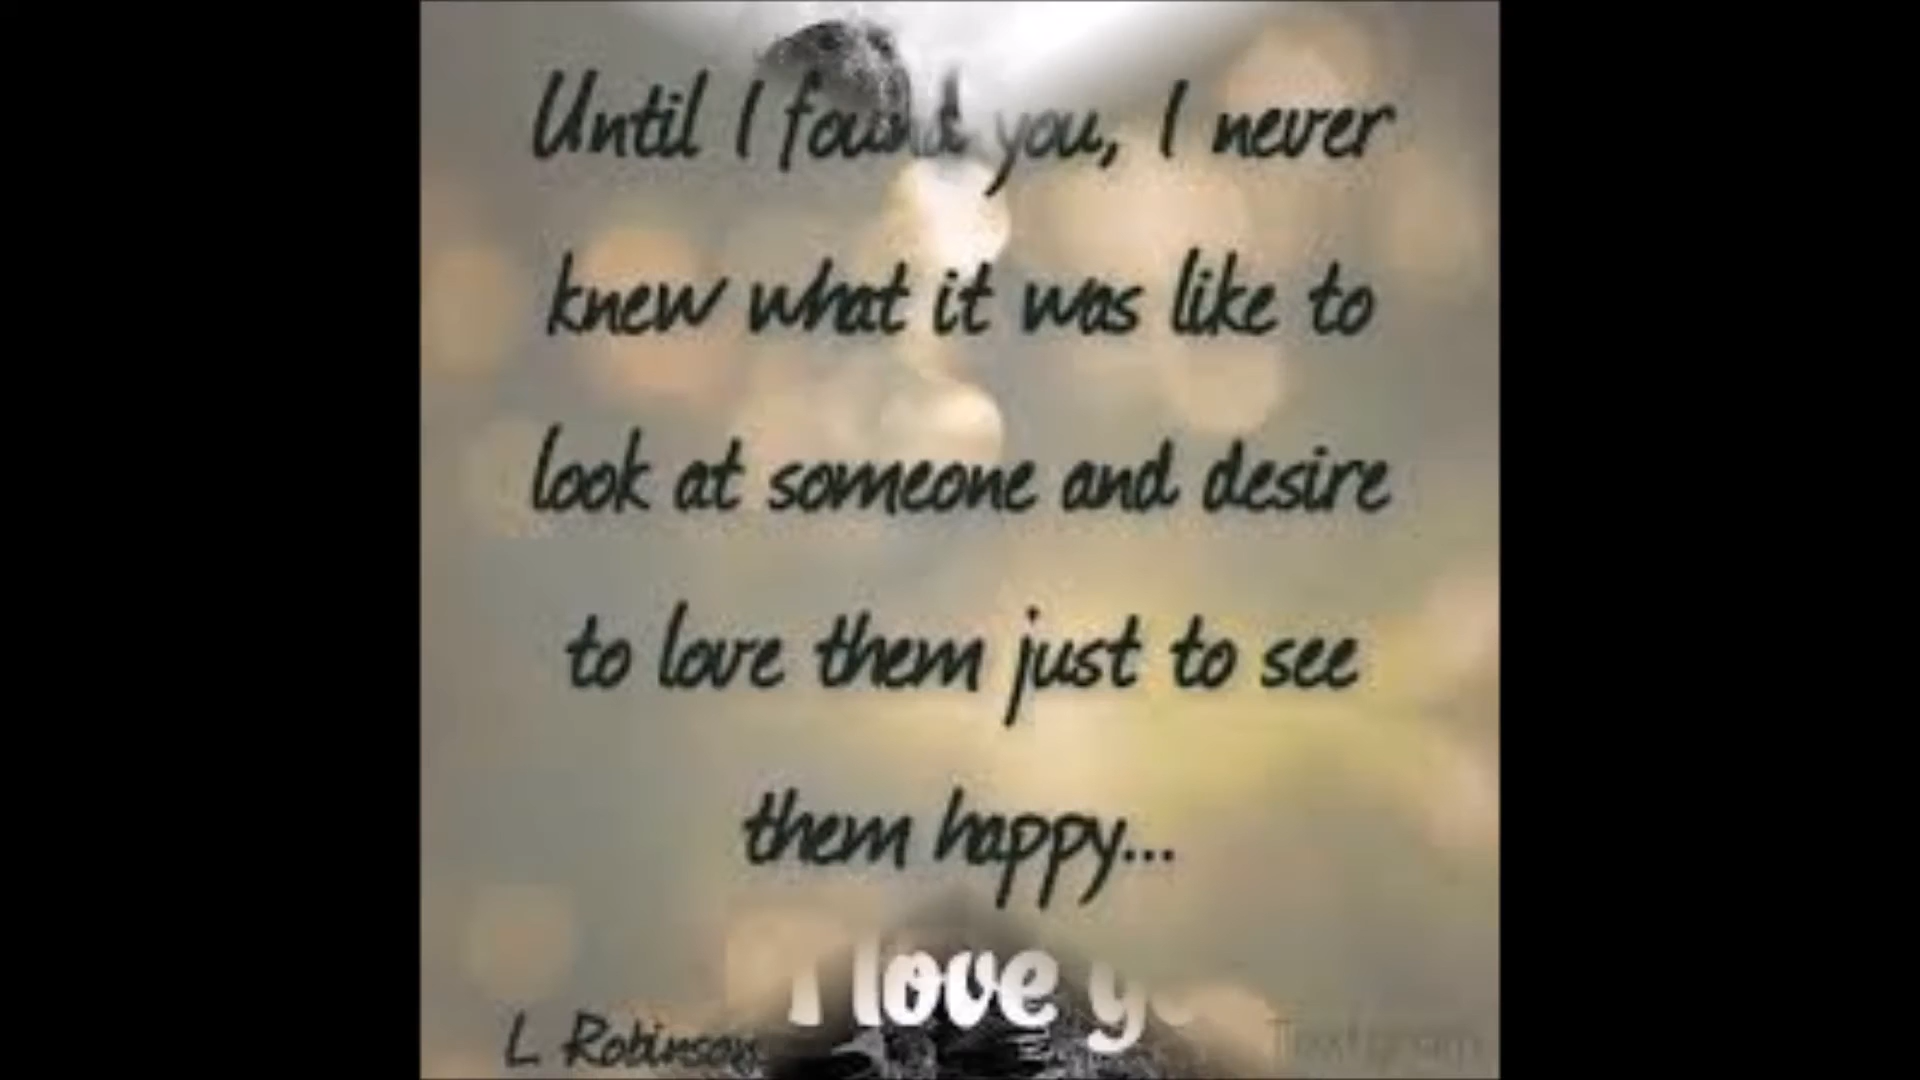 Until I found you, I never
knew what it was like to
look at someone and desire
to love them just to see
them happy...
I love y
L Robinson
Textgram